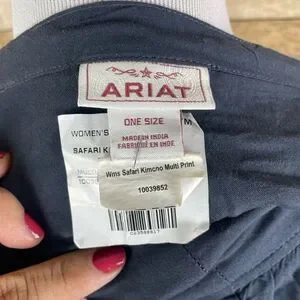 ARIAT
ONE SIZE
MADE IN INDIA
FABRIQUÉ EN INDE
WOMEN'S
M
SAFARI K
Wms Safari Kimono Multi Print
10039852